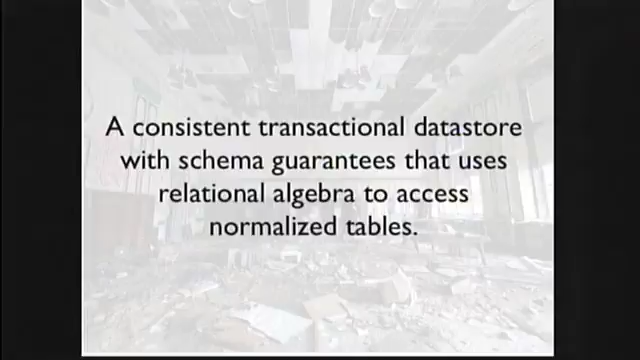 A consistent transactional datastore
with schema guarantees that uses
relational algebra to access
normalized tables.